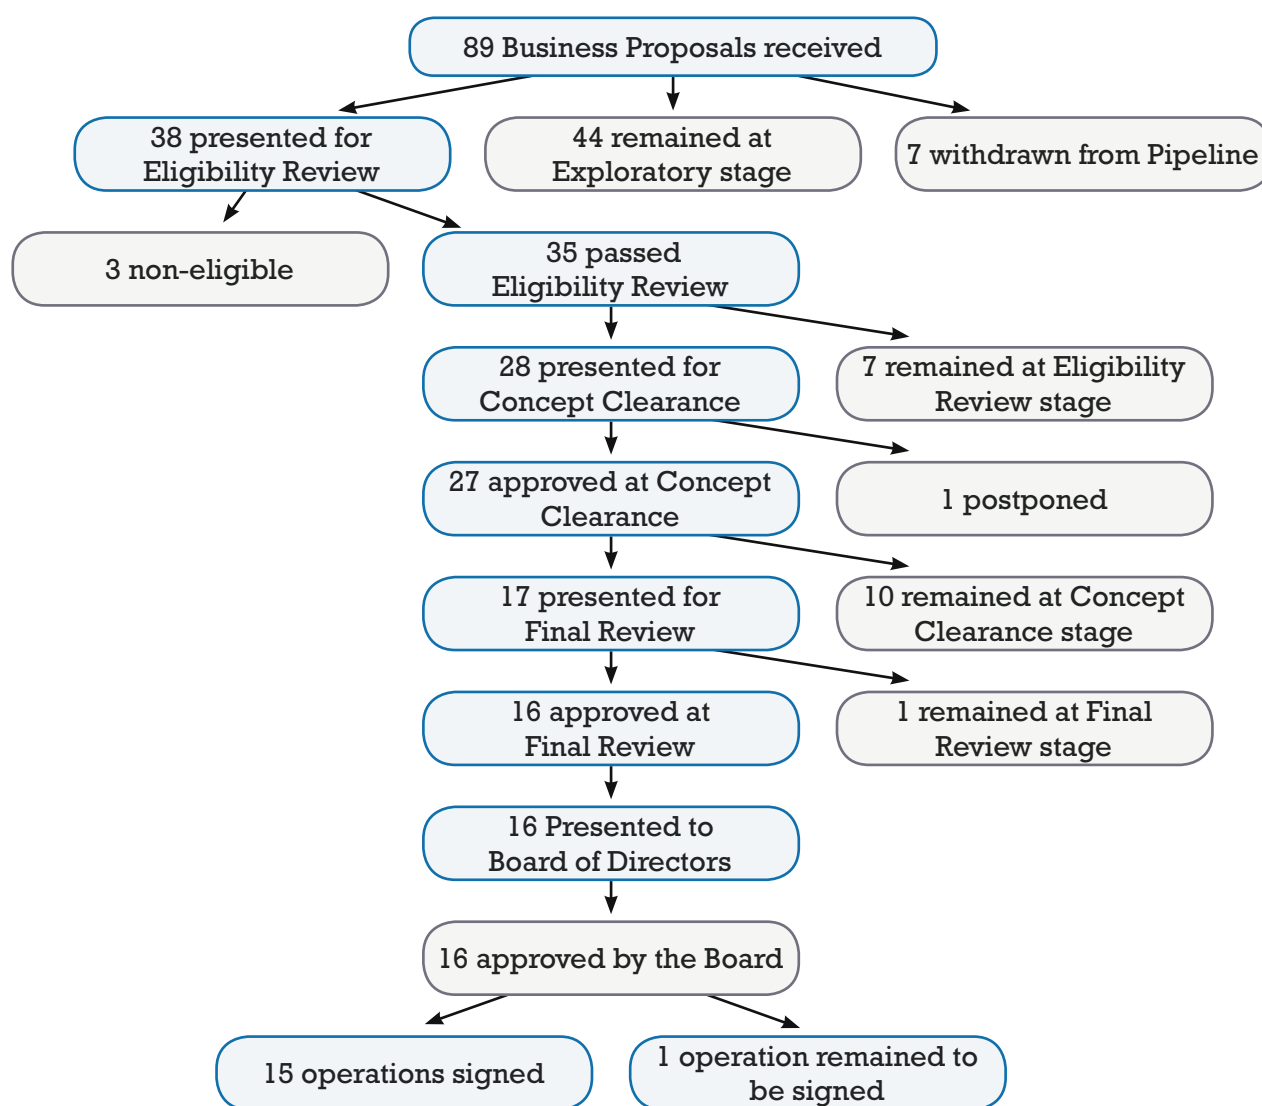 89 Business Proposals received
38 presented for
Eligibility Review
44 remained at
Exploratory stage
7 withdrawn from Pipeline
3 non-eligible
35 passed
Eligibility Review
28 presented for
Concept Clearance
7 remained at Eligibility
Review stage
27 approved at Concept
Clearance
1 postponed
17 presented for
Final Review
10 remained at Concept
Clearance stage
16 approved at
Final Review
1 remained at Final
Review stage
16 Presented to
Board of Directors
16 approved by the Board
15 operations signed
1 operation remained to
be signed